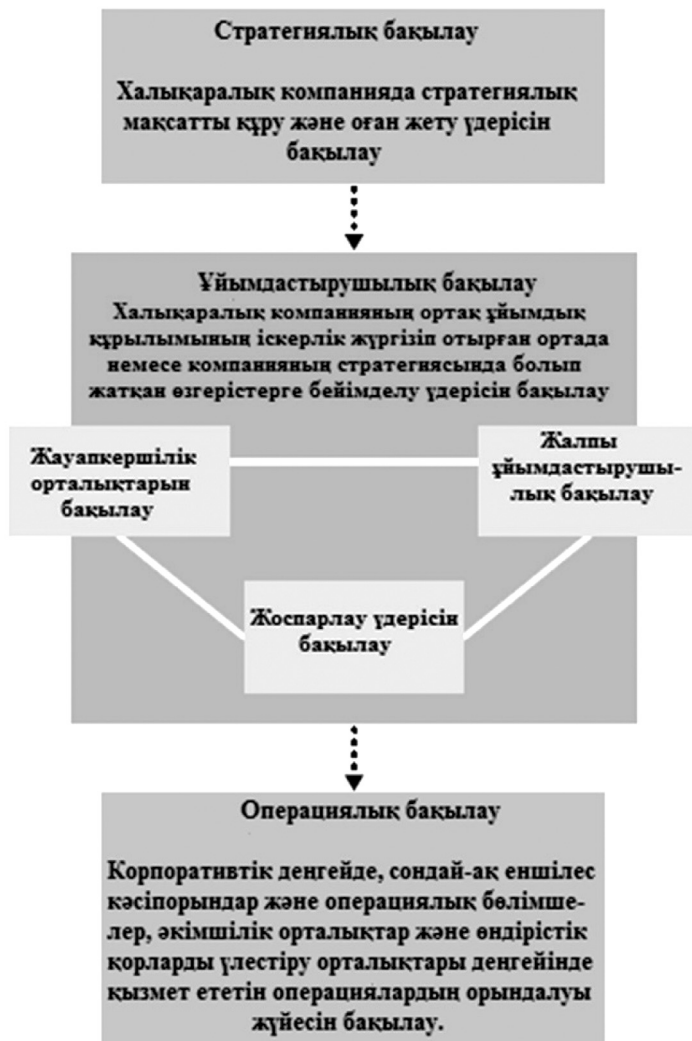 Стратегиялық бақылау
Халықаралық компанияда стратегиялық
мақсатты құру және оған жету үдерісін
бақылау
Ұйымдастырушылық бақылау
Халықаралық компанияның ортақ ұйымдық
құрылымының іскерлік жүргізіп отырған ортада
немесе компанияның стратегиясында болып
жатқан өзгерістерге бейімделу үдерісін бақылау
Жауапкершілік
орталықтарын
бақылау
Жалпы
ұйымдастырушы-
лық бақылау
Жоспарлау үдерісін
бақылау
Операциялық бақылау
Корпоративтік деңгейде, сондай-ақ еншілес
кәсіпорындар және операциялық бөлімше-
лер, әкімшілік орталықтар және өндірістік
қорларды үлестіру орталықтары деңгейінде
қызмет ететін операциялардың орындалуы
жүйесін бақылау.